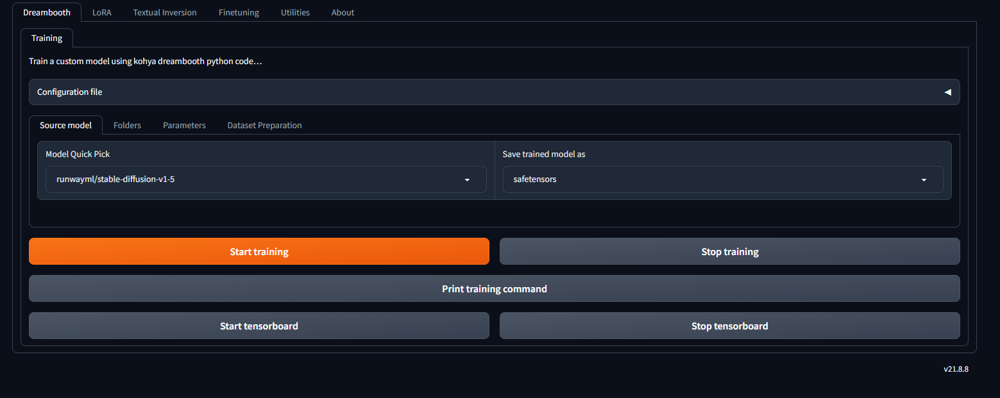 Dreambooth LoRA Textual Inversion Finetuning Utilities About
Training
Train a custom model using kohya dreambooth python code…
Configuration file
Source model Folders Parameters Dataset Preparation
Model Quick Pick Save trained model as
runwayml/stable-diffusion-v1-5 safetensors
Start training Stop training
Print training command
Start tensorboard Stop tensorboard
v21.8.8